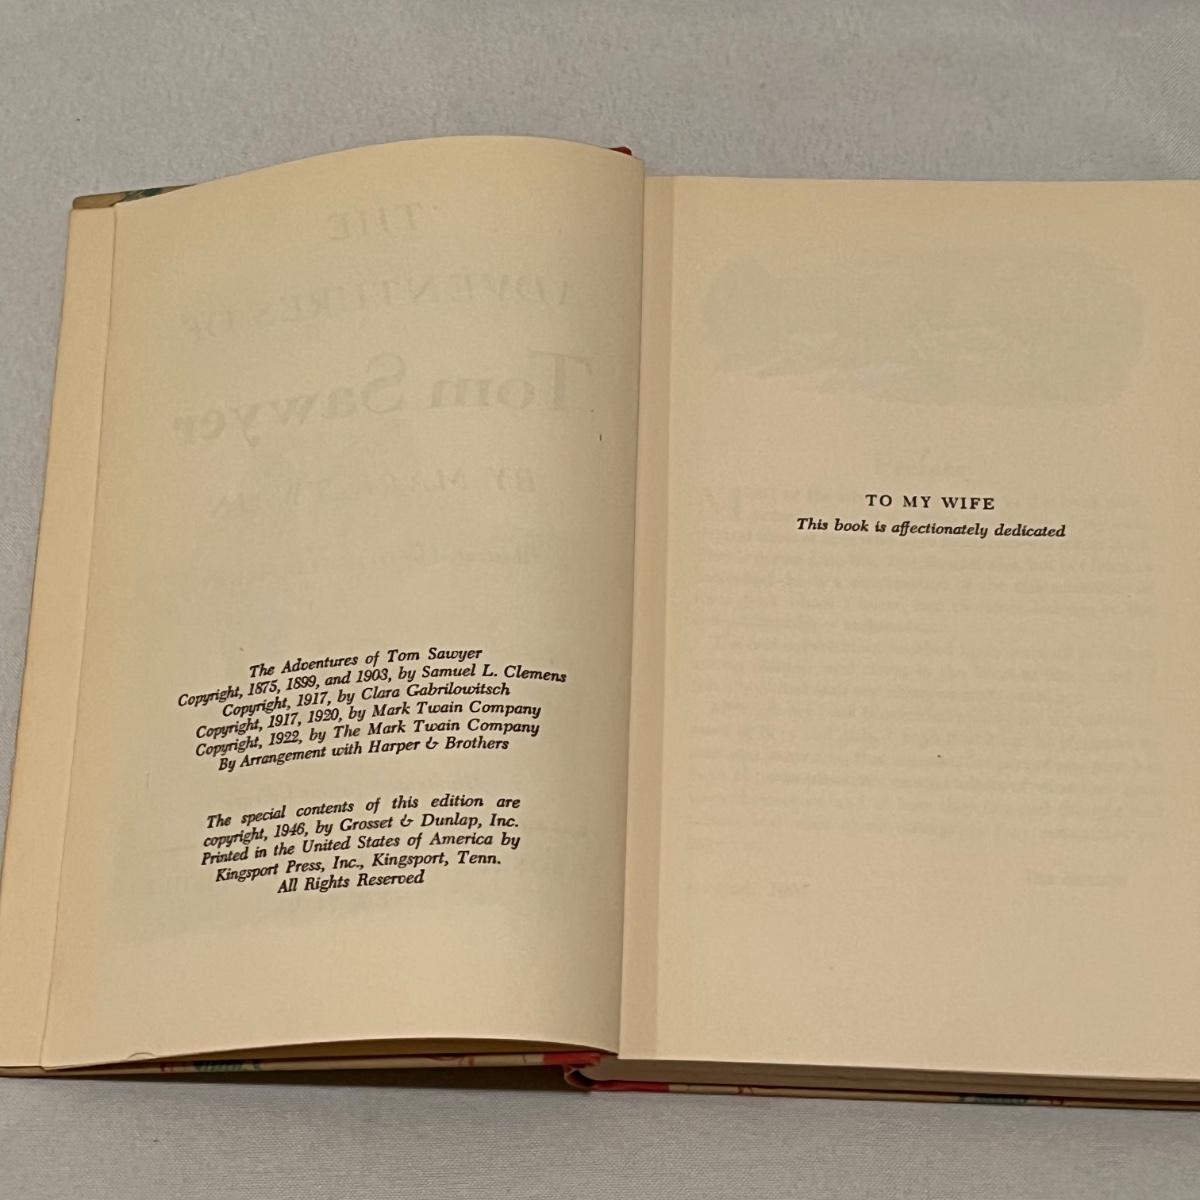 The Adventures of Tom Sawyer
Copyright, 1875, 1899, and 1903, by Samuel L. Clemens
Copyright, 1917, by Clara Gabrilowitsch
Copyright, 1917, 1920, by Mark Twain Company
Copyright, 1922, by The Mark Twain Company
By Arrangement with Harper & Brothers
The special contents of this edition are
copyright, 1946, by Grosset & Dunlap, Inc.
Printed in the United States of America by
Kingsport Press, Inc., Kingsport, Tenn.
All Rights Reserved
TO MY WIFE
This book is affectionately dedicated